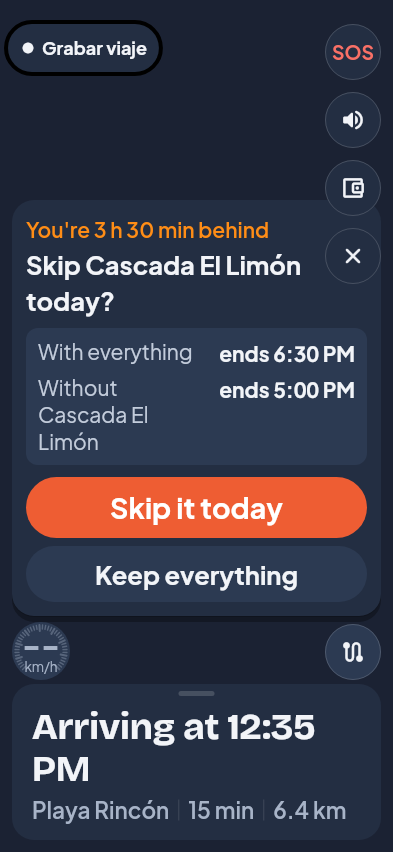 Grabar viaje
SOS
You're 3 h 30 min behind
Skip Cascada El Limón
today?
With everything ends 6:30 PM
Without ends 5:00 PM
Cascada El
Limón
Skip it today
Keep everything
-- km/h
Arriving at 12:35
PM
Playa Rincón 15 min 6.4 km